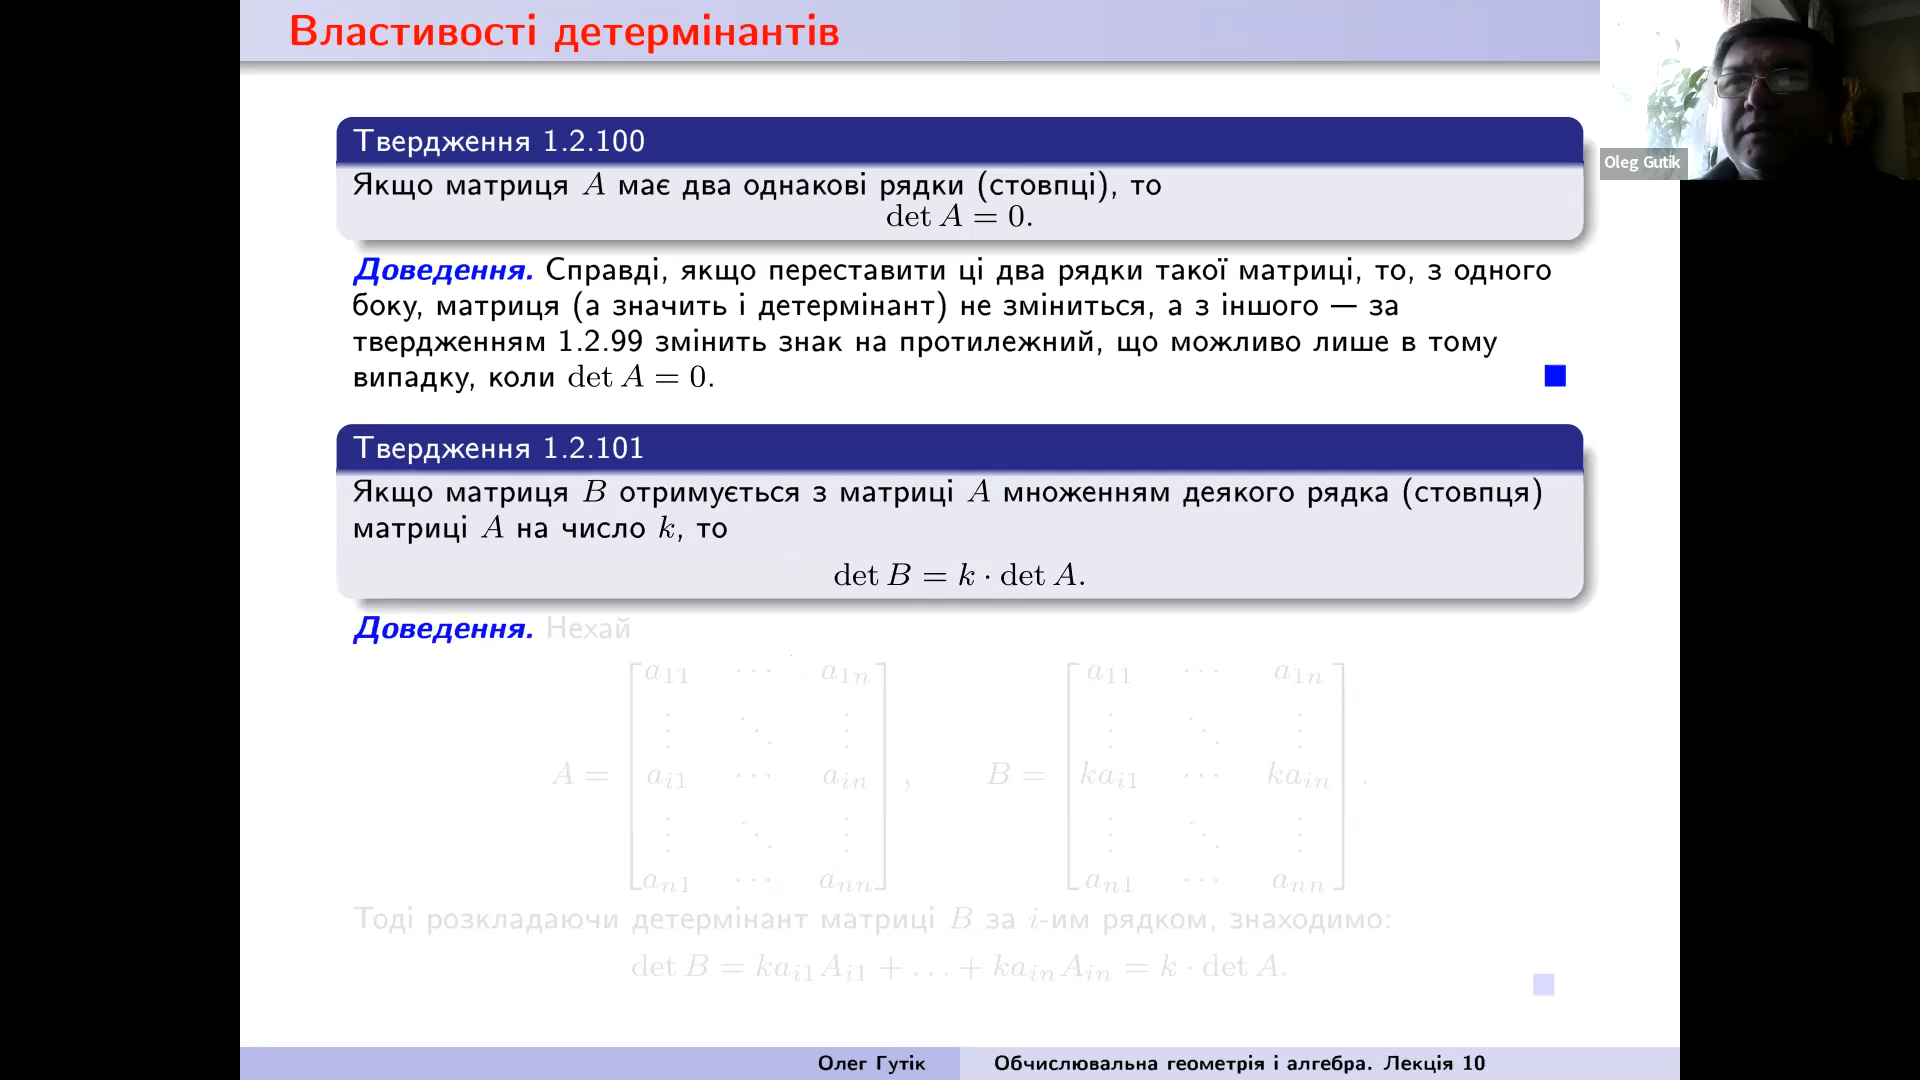 Властивості детермінантів
Oleg Gutik
Твердження 1.2.100
Якщо матриця A має два однакові рядки (стовпці), то
det A = 0.
Доведення. Справді, якщо переставити ці два рядки такої матриці, то, з одного
боку, матриця (а значить і детермінант) не зміниться, а з іншого — за
твердженням 1.2.99 змінить знак на протилежний, що можливо лише в тому
випадку, коли det A = 0.
Твердження 1.2.101
Якщо матриця B отримується з матриці A множенням деякого рядка (стовпця)
матриці A на число k, то
det B = k · det A.
Доведення. Нехай
a₁₁ ⋯ a₁ₙ a₁₁ ⋯ a₁ₙ
⋮ ⋱ ⋮ ⋮ ⋱ ⋮
A = aᵢ₁ ⋯ aᵢₙ , B = kaᵢ₁ ⋯ kaᵢₙ .
⋮ ⋱ ⋮ ⋮ ⋱ ⋮
aₙ₁ ⋯ aₙₙ aₙ₁ ⋯ aₙₙ
Тоді розкладаючи детермінант матриці B за i-им рядком, знаходимо:
det B = kaᵢ₁Aᵢ₁ + … + kaᵢₙAᵢₙ = k · det A.
Олег Гутік Обчислювальна геометрія і алгебра. Лекція 10